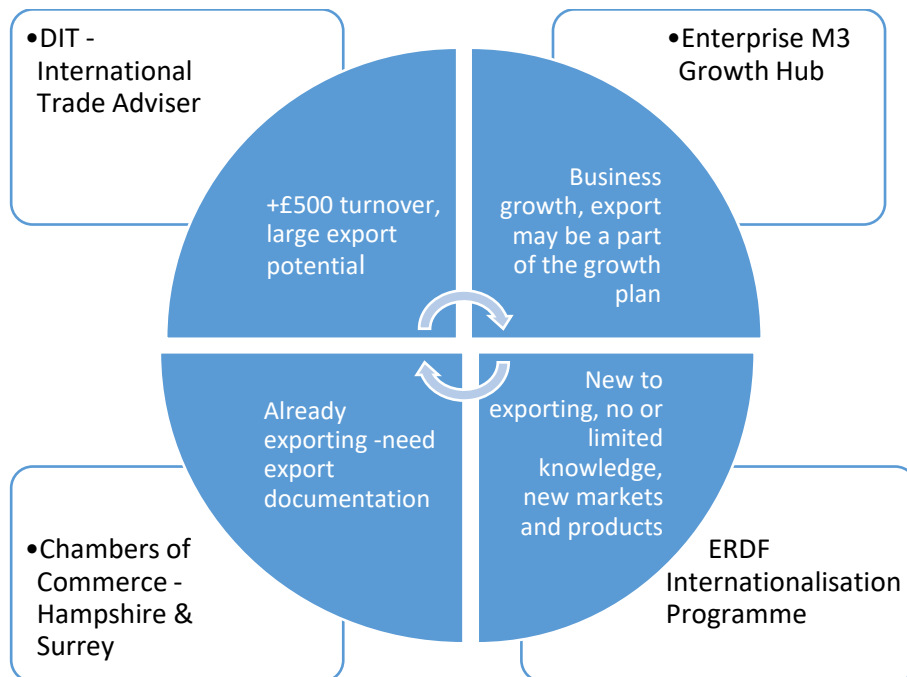 •DIT -
International
Trade Adviser
•Enterprise M3
Growth Hub
+£500 turnover,
large export
potential
Business
growth, export
may be a part
of the growth
plan
Already
exporting -need
export
documentation
New to
exporting, no or
limited
knowledge,
new markets
and products
•Chambers of
Commerce -
Hampshire &
Surrey
ERDF
Internationalisation
Programme